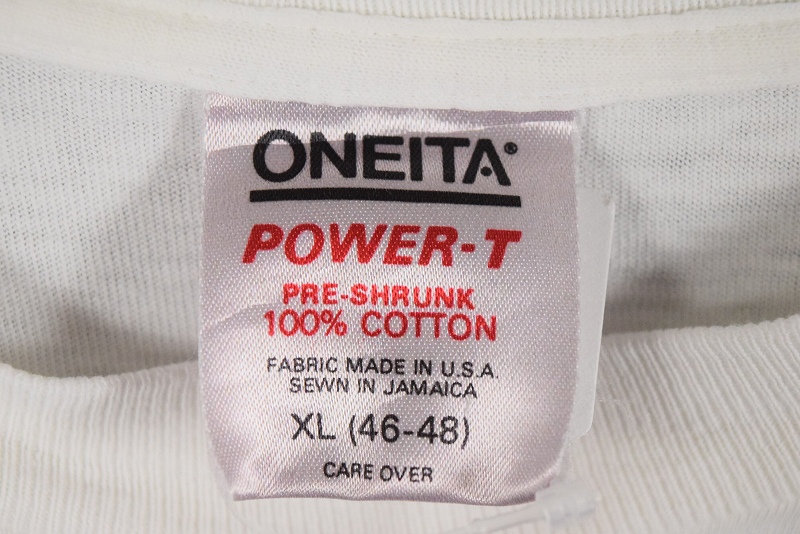 ONEITA®
POWER-T
PRE-SHRUNK
100% COTTON
FABRIC MADE IN U.S.A.
SEWN IN JAMAICA
XL (46-48)
CARE OVER